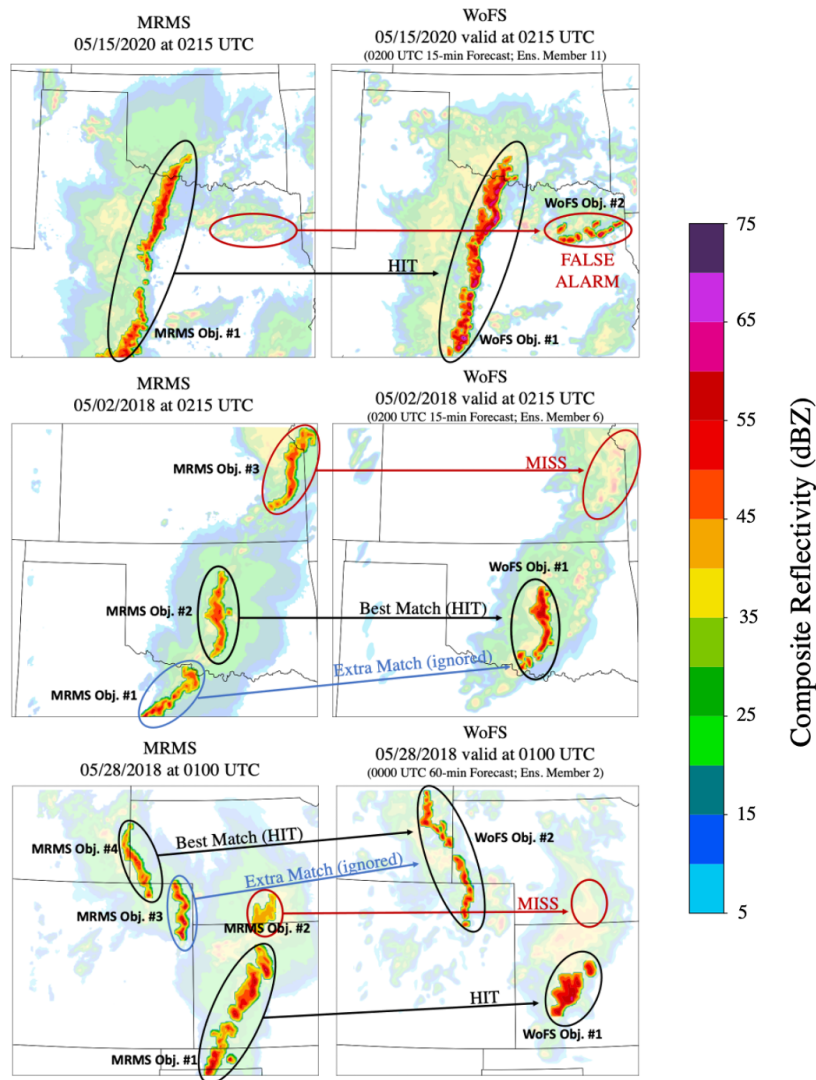 MRMS
05/15/2020 at 0215 UTC
WoFS
05/15/2020 valid at 0215 UTC
(0200 UTC 15-min Forecast; Ens. Member 11)
WoFS Obj. #2
HIT
FALSE
ALARM
MRMS Obj. #1
WoFS Obj. #1
MRMS
05/02/2018 at 0215 UTC
WoFS
05/02/2018 valid at 0215 UTC
(0200 UTC 15-min Forecast; Ens. Member 6)
MRMS Obj. #3
MISS
WoFS Obj. #1
MRMS Obj. #2
Best Match (HIT)
Extra Match (ignored)
MRMS Obj. #1
MRMS
05/28/2018 at 0100 UTC
WoFS
05/28/2018 valid at 0100 UTC
(0000 UTC 60-min Forecast; Ens. Member 2)
MRMS Obj. #4
Best Match (HIT)
WoFS Obj. #2
Extra Match (ignored)
MRMS Obj. #3
MRMS Obj. #2
MISS
HIT
MRMS Obj. #1
WoFS Obj. #1
75
65
55
45
35
25
15
5
Composite Reflectivity (dBZ)